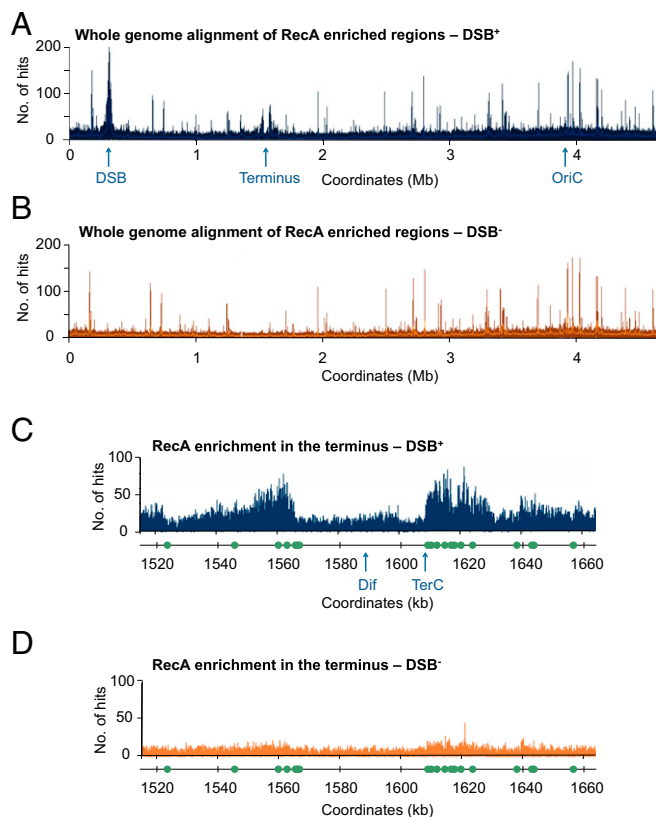 A
Whole genome alignment of RecA enriched regions – DSB⁺
No. of hits
200
100
0
0 1 2 3 4
DSB Terminus Coordinates (Mb) OriC
B
Whole genome alignment of RecA enriched regions – DSB⁻
No. of hits
200
100
0
0 1 2 3 4
Coordinates (Mb)
C
RecA enrichment in the terminus – DSB⁺
No. of hits
100
50
0
1520 1540 1560 1580 1600 1620 1640 1660
Dif TerC
Coordinates (kb)
D
RecA enrichment in the terminus – DSB⁻
No. of hits
100
50
0
1520 1540 1560 1580 1600 1620 1640 1660
Coordinates (kb)